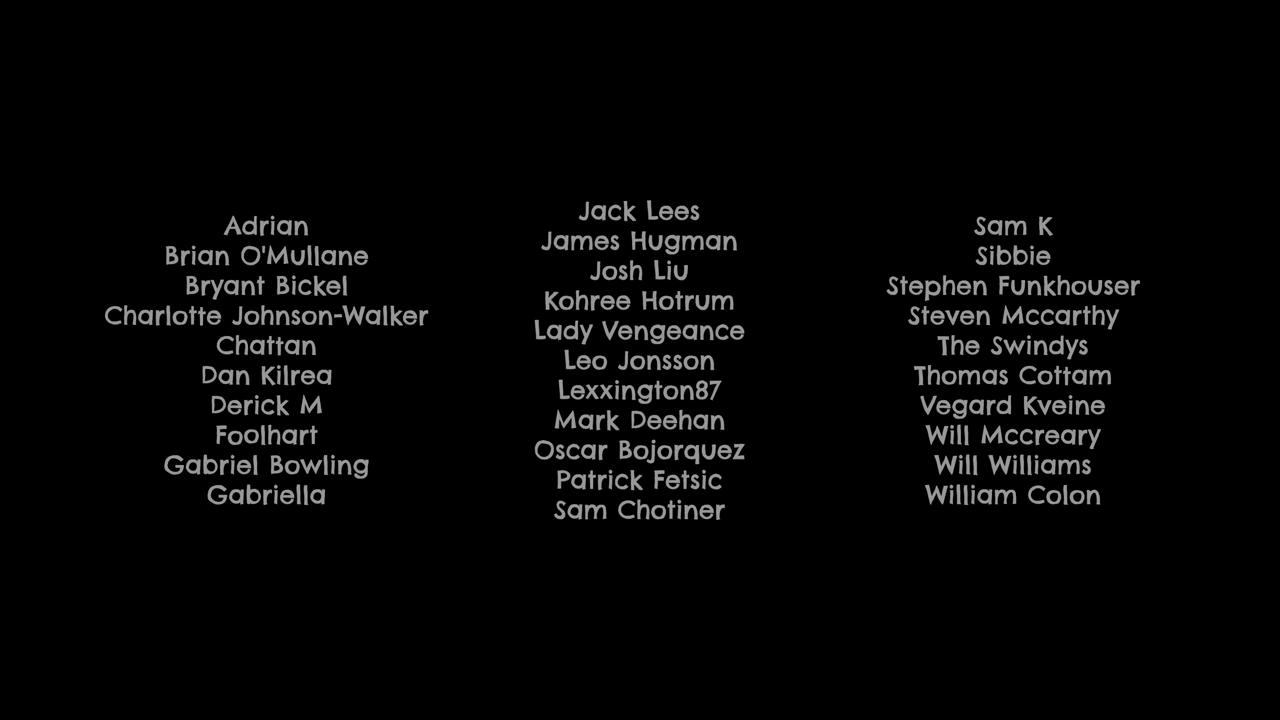 Adrian
Brian O'Mullane
Bryant Bickel
Charlotte Johnson-Walker
Chattan
Dan Kilrea
Derick M
Foolhart
Gabriel Bowling
Gabriella
Jack Lees
James Hugman
Josh Liu
Kohree Hotrum
Lady Vengeance
Leo Jonsson
Lexxington87
Mark Deehan
Oscar Bojorquez
Patrick Fetsic
Sam Chotiner
Sam K
Sibbie
Stephen Funkhouser
Steven Mccarthy
The Swindys
Thomas Cottam
Vegard Kveine
Will Mccreary
Will Williams
William Colon